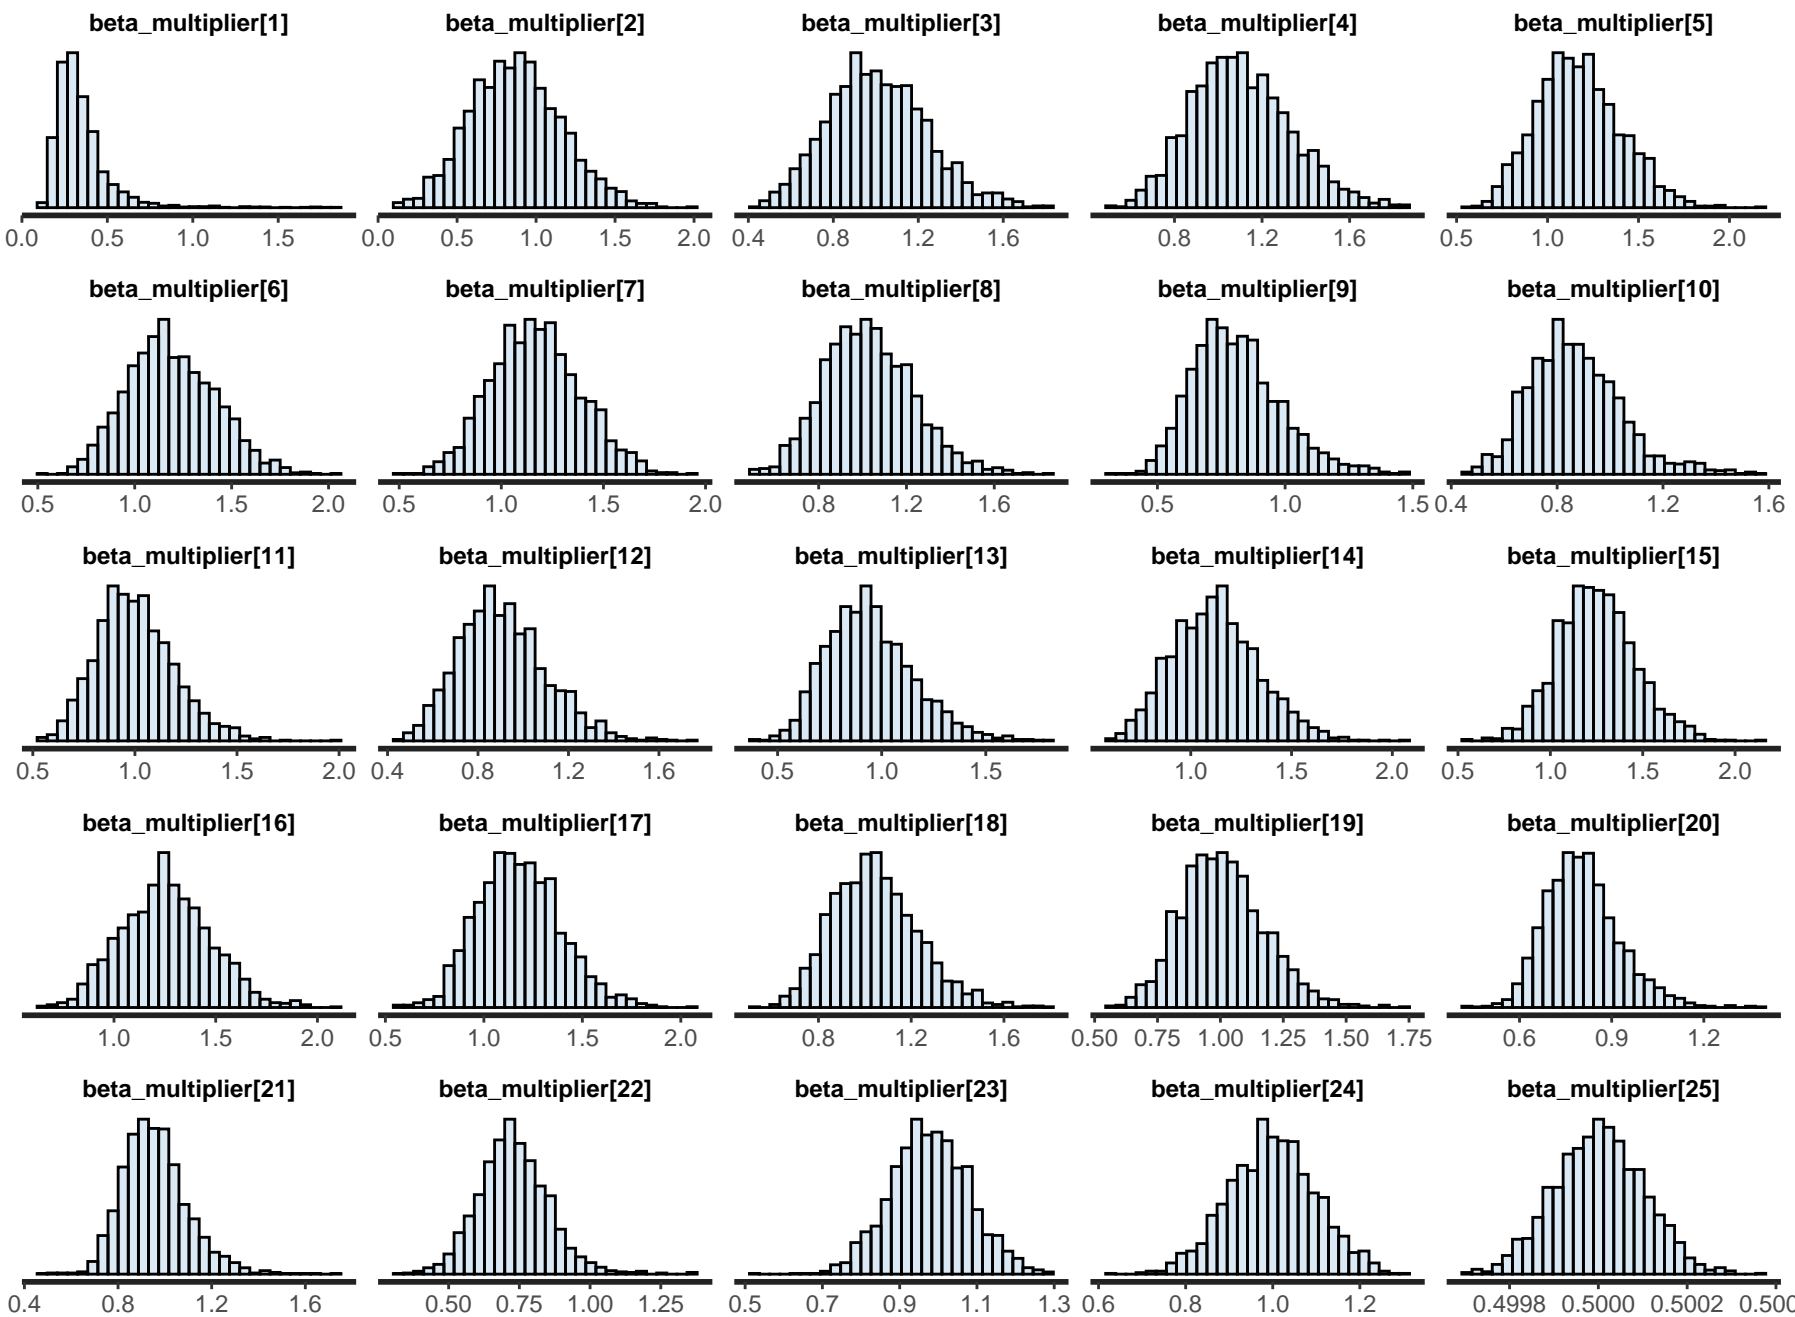 beta_multiplier[1] beta_multiplier[2] beta_multiplier[3] beta_multiplier[4] beta_multiplier[5]
0.0 0.5 1.0 1.5 0.0 0.5 1.0 1.5 2.0 0.4 0.8 1.2 1.6 0.8 1.2 1.6 0.5 1.0 1.5 2.0
beta_multiplier[6] beta_multiplier[7] beta_multiplier[8] beta_multiplier[9] beta_multiplier[10]
0.5 1.0 1.5 2.0 0.5 1.0 1.5 2.0 0.8 1.2 1.6 0.5 1.0 1.5 0.4 0.8 1.2 1.6
beta_multiplier[11] beta_multiplier[12] beta_multiplier[13] beta_multiplier[14] beta_multiplier[15]
0.5 1.0 1.5 2.0 0.4 0.8 1.2 1.6 0.5 1.0 1.5 1.0 1.5 2.0 0.5 1.0 1.5 2.0
beta_multiplier[16] beta_multiplier[17] beta_multiplier[18] beta_multiplier[19] beta_multiplier[20]
1.0 1.5 2.0 0.5 1.0 1.5 2.0 0.8 1.2 1.6 0.50 0.75 1.00 1.25 1.50 1.75 0.6 0.9 1.2
beta_multiplier[21] beta_multiplier[22] beta_multiplier[23] beta_multiplier[24] beta_multiplier[25]
0.4 0.8 1.2 1.6 0.50 0.75 1.00 1.25 0.5 0.7 0.9 1.1 1.3 0.6 0.8 1.0 1.2 0.4998 0.5000 0.5002